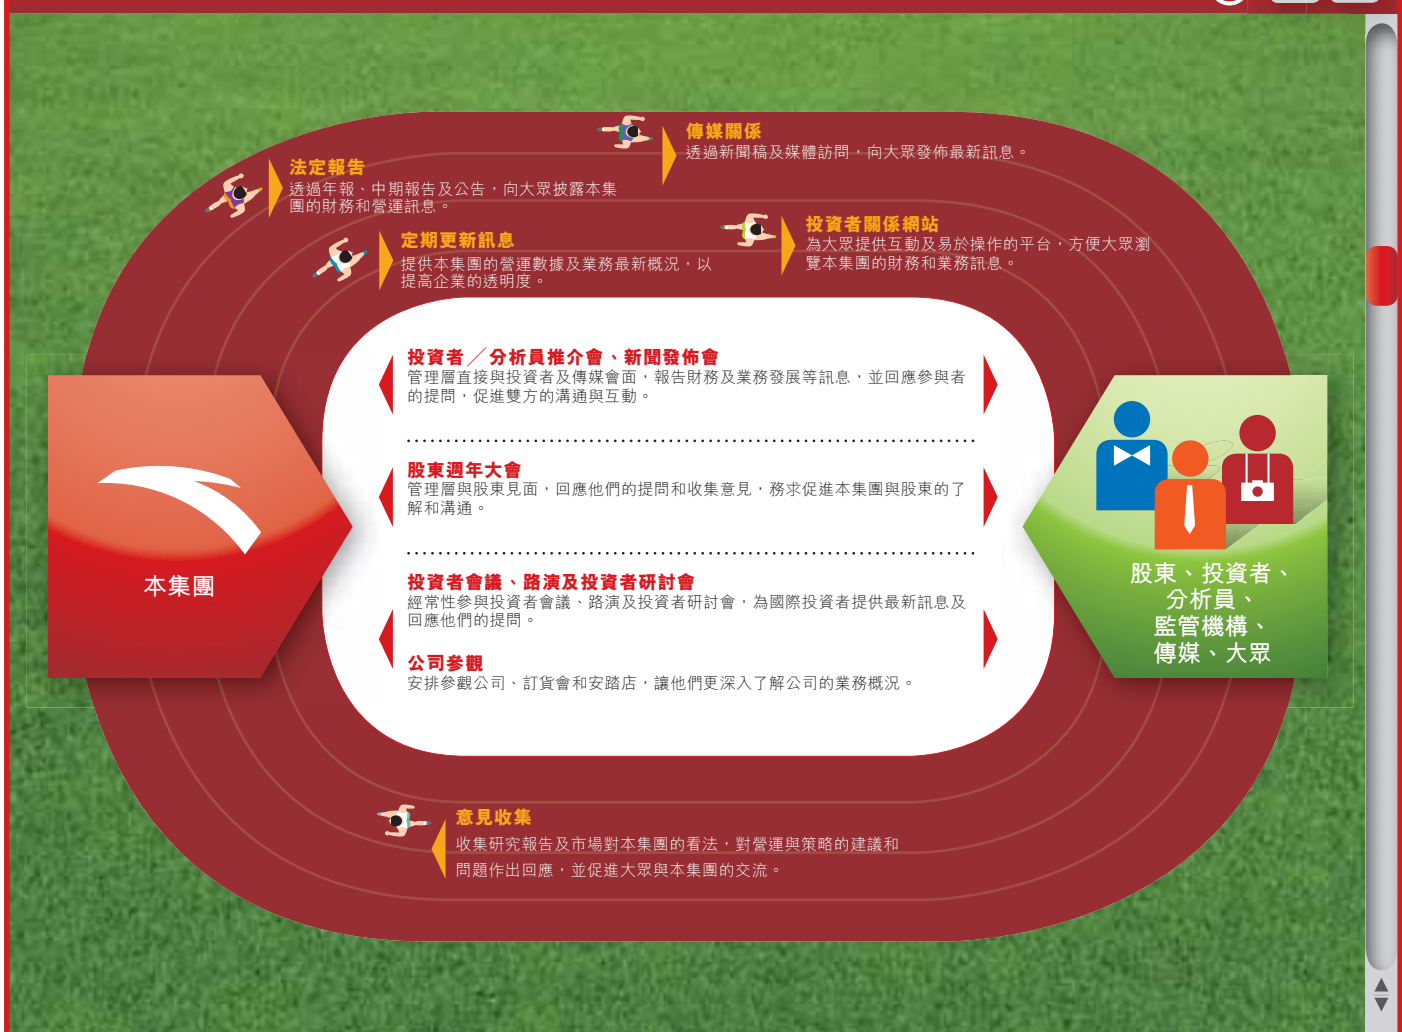 傳媒關係
透過新聞稿及媒體訪問，向大眾發佈最新訊息。
法定報告
透過年報、中期報告及公告，向大眾披露本集
團的財務和營運訊息。
投資者關係網站
為大眾提供互動及易於操作的平台，方便大眾瀏
覽本集團的財務和業務訊息。
定期更新訊息
提供本集團的營運數據及業務最新概況，以
提高企業的透明度。
投資者／分析員推介會、新聞發佈會
管理層直接與投資者及傳媒會面，報告財務及業務發展等訊息，並回應參與者
的提問，促進雙方的溝通與互動。
股東週年大會
管理層與股東見面，回應他們的提問和收集意見，務求促進本集團與股東的了
解和溝通。
投資者會議、路演及投資者研討會
經常性參與投資者會議、路演及投資者研討會，為國際投資者提供最新訊息及
回應他們的提問。
公司參觀
安排參觀公司、訂貨會和安踏店，讓他們更深入了解公司的業務概況。
本集團
股東、投資者、
分析員、
監管機構、
傳媒、大眾
意見收集
收集研究報告及市場對本集團的看法，對營運與策略的建議和
問題作出回應，並促進大眾與本集團的交流。